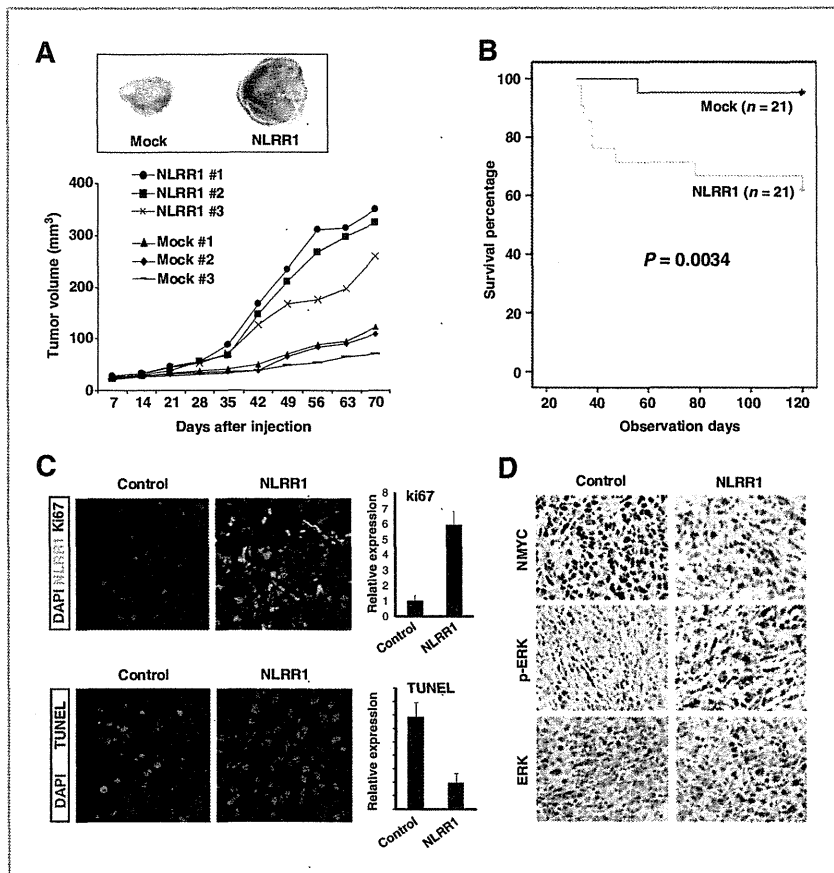 A
Mock NLRR1
NLRR1 #1
NLRR1 #2
NLRR1 #3
Mock #1
Mock #2
Mock #3
Tumor volume (mm³)
400
300
200
100
0
7 14 21 28 35 42 49 56 63 70
Days after injection
B
Survival percentage
100
80
60
40
20
0
Mock (n = 21)
NLRR1 (n = 21)
P = 0.0034
20 40 60 80 100 120
Observation days
C
Control NLRR1
DAPI NLRR1 Ki67
ki67
Relative expression
8
7
6
5
4
3
2
1
0
Control NLRR1
Control NLRR1
DAPI TUNEL
TUNEL
Relative expression
Control NLRR1
D
Control NLRR1
NMYC
p-ERK
ERK